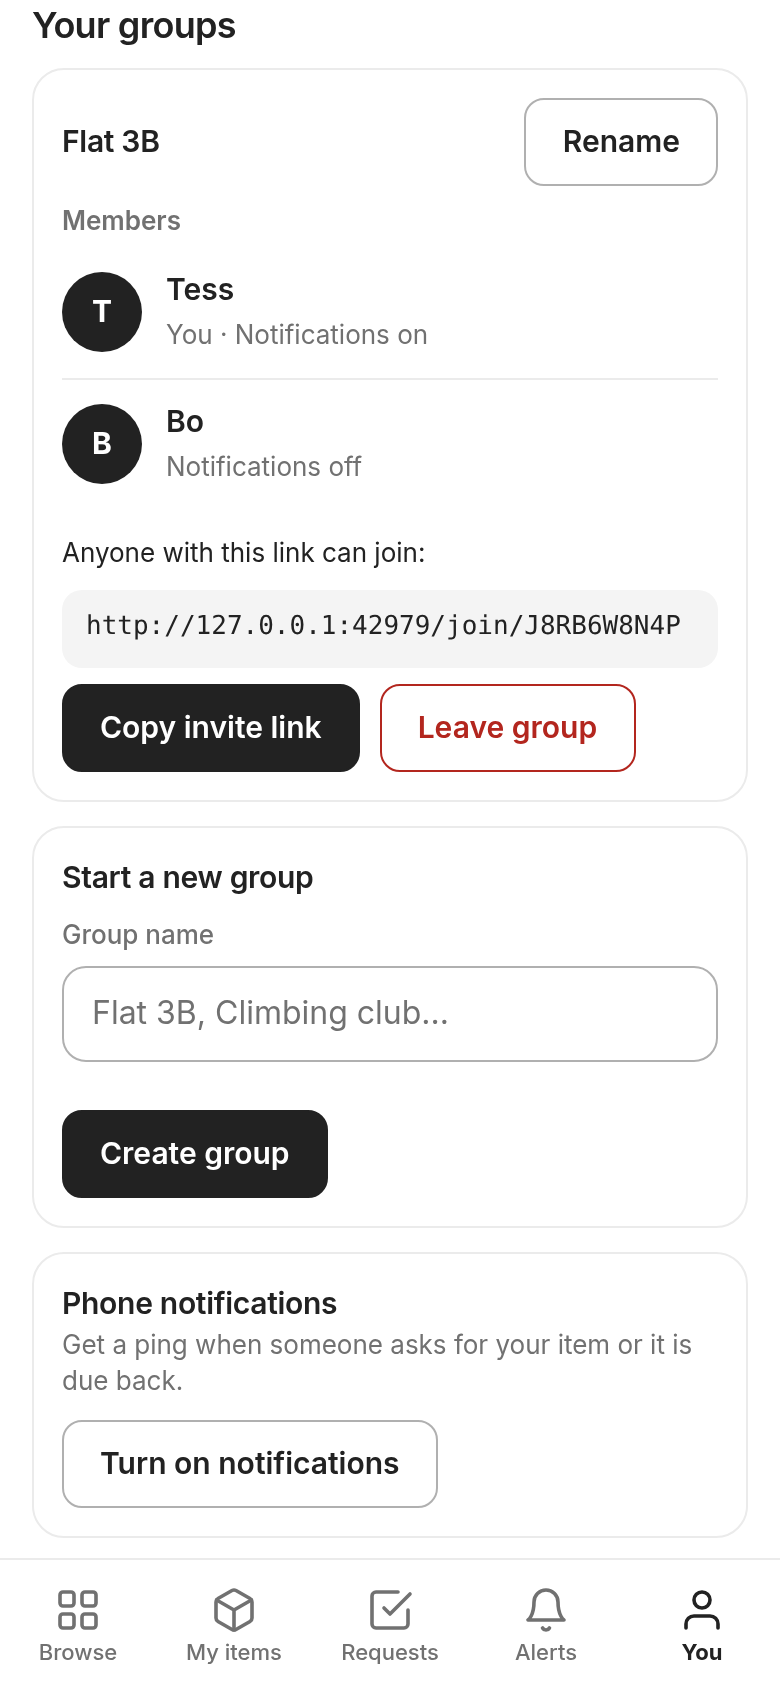 Your groups
Flat 3B
Rename
Members
T
Tess
You · Notifications on
B
Bo
Notifications off
Anyone with this link can join:
http://127.0.0.1:42979/join/J8RB6W8N4P
Copy invite link
Leave group
Start a new group
Group name
Flat 3B, Climbing club...
Create group
Phone notifications
Get a ping when someone asks for your item or it is
due back.
Turn on notifications
Browse
My items
Requests
Alerts
You